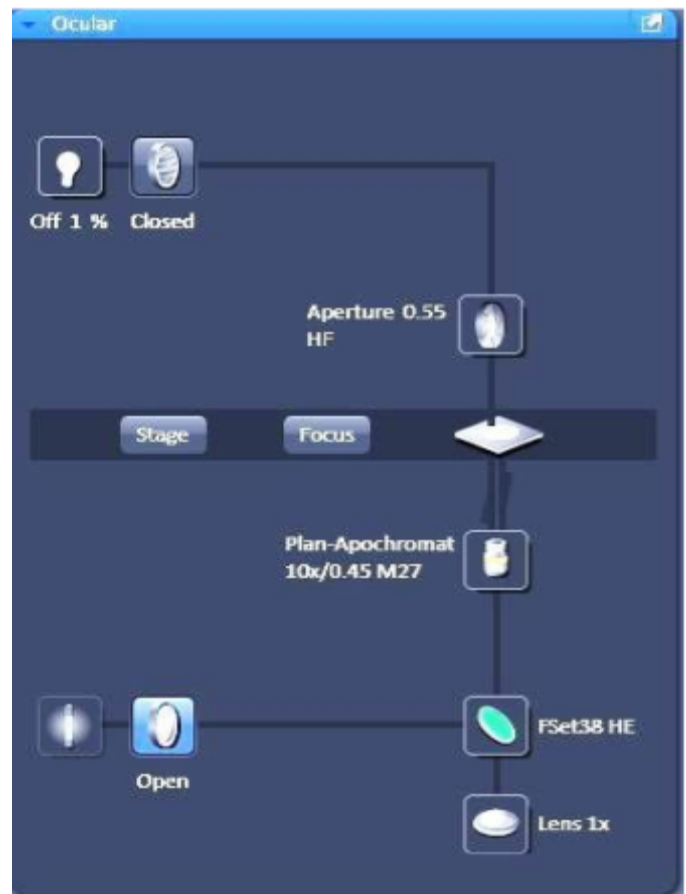 Ocular
Off 1 % Closed
Aperture 0.55
HF
Stage Focus
Plan-Apochromat
10x/0.45 M27
FSet38 HE
Open
Lens 1x